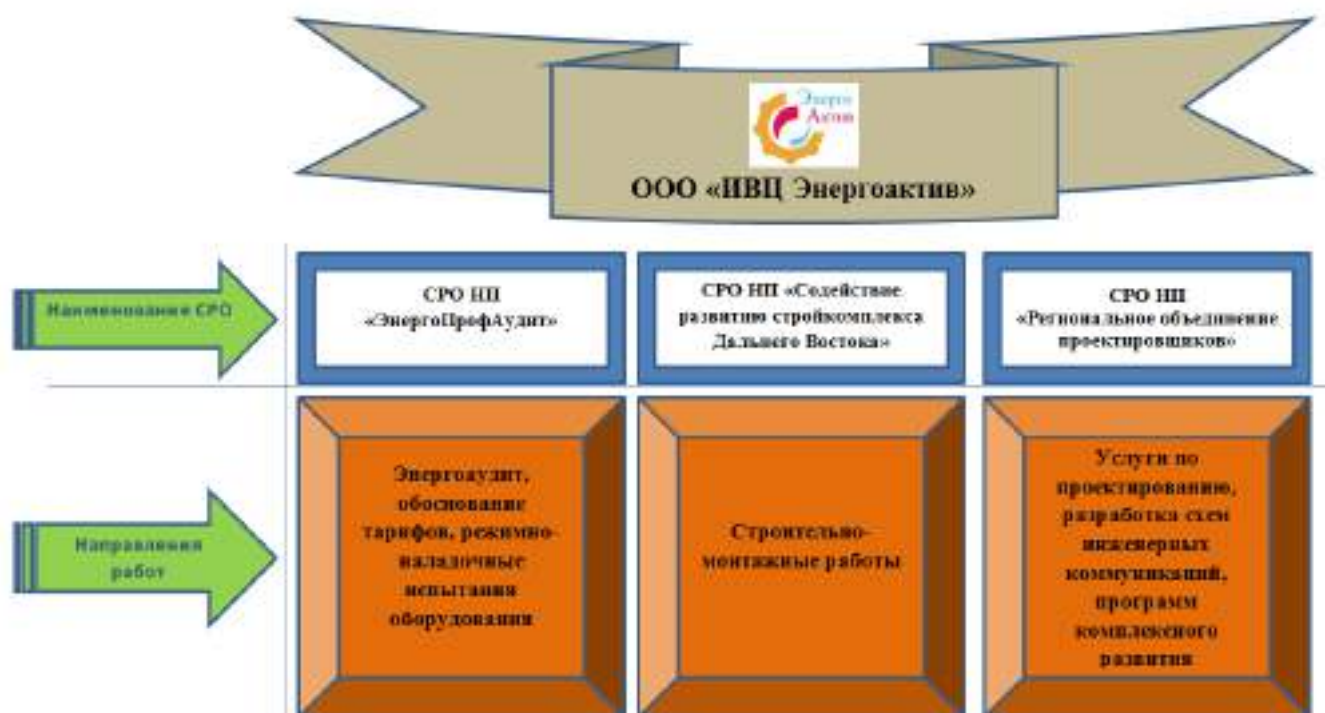 Энерго
Актив
ООО «ИВЦ Энергоактив»
Наименования СРО
СРО НП
«ЭнергоПрофАудит»
СРО НП «Содействие
развитию стройкомплекса
Дальнего Востока»
СРО НП
«Региональное объединение
проектировщиков»
Направления
работ
Энергоаудит,
обоснование
тарифов, режимно-
наладочные
испытания
оборудования
Строительно-
монтажные работы
Услуги по
проектированию,
разработка схем
инженерных
коммуникаций,
программ
комплексного
развития